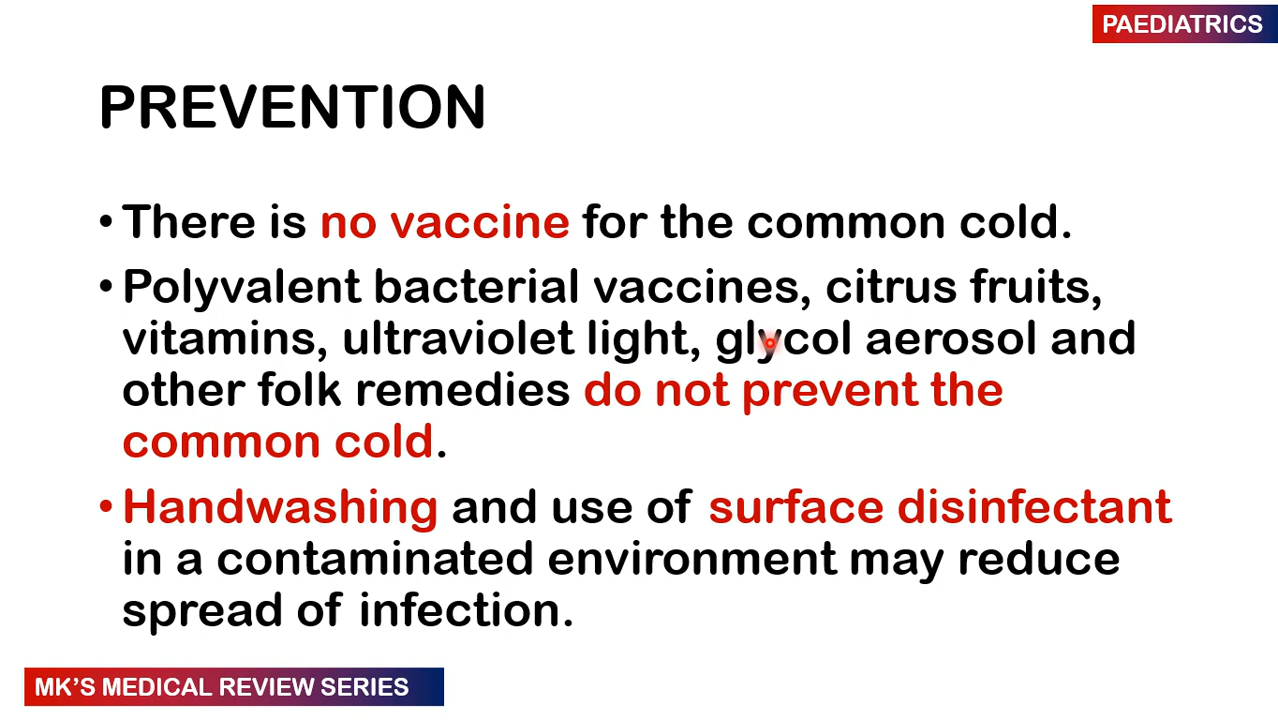 PAEDIATRICS
PREVENTION
•There is no vaccine for the common cold.
•Polyvalent bacterial vaccines, citrus fruits,
vitamins, ultraviolet light, glycol aerosol and
other folk remedies do not prevent the
common cold.
•Handwashing and use of surface disinfectant
in a contaminated environment may reduce
spread of infection.
MK'S MEDICAL REVIEW SERIES